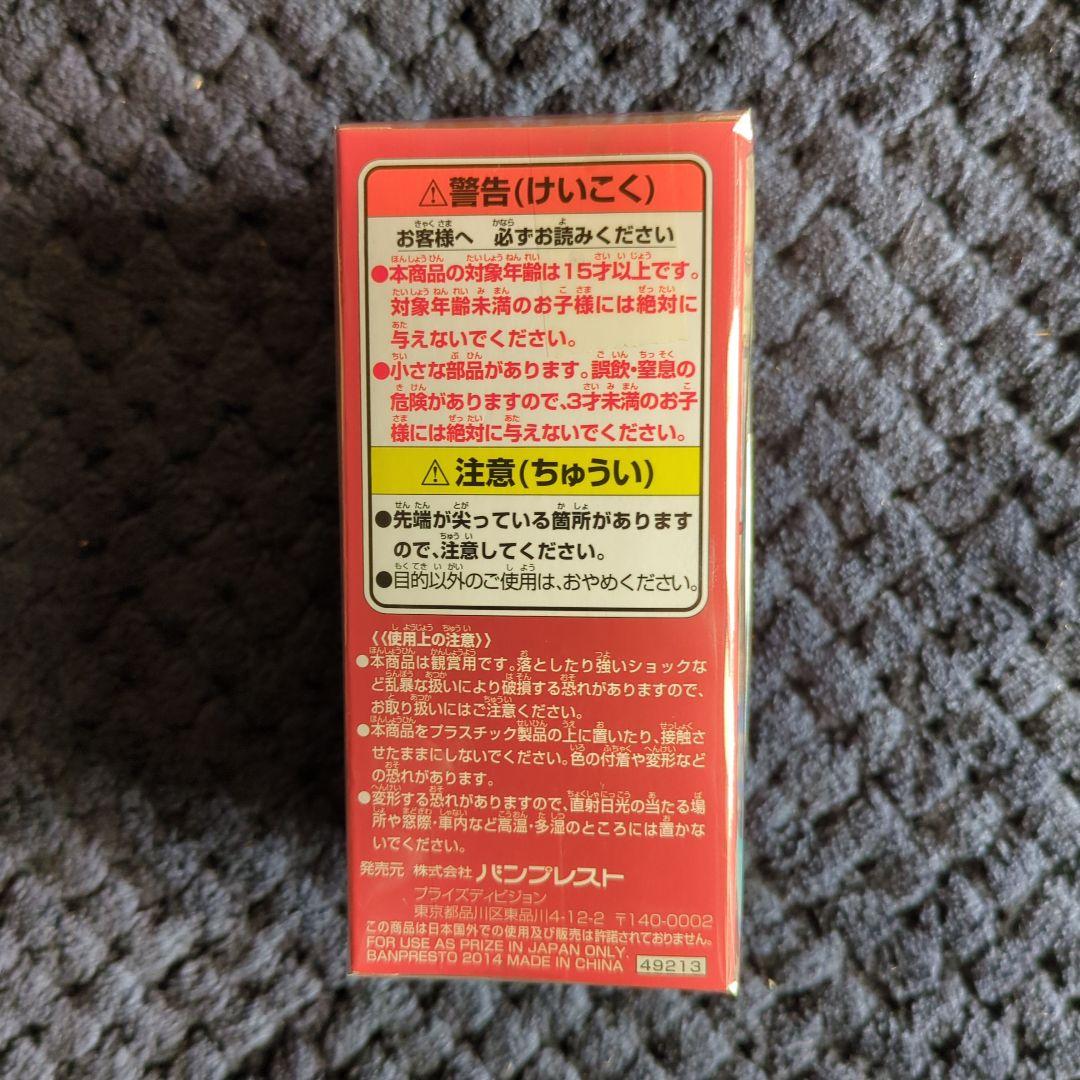 ⚠警告(けいこく)
お客様へ 必ずお読みください
●本商品の対象年齢は15才以上です。
対象年齢未満のお子様には絶対に
与えないでください。
●小さな部品があります。誤飲・窒息の
危険がありますので、3才未満のお子
様には絶対に与えないでください。
⚠注意(ちゅうい)
●先端が尖っている箇所があります
ので、注意してください。
●目的以外のご使用は、おやめください。
《使用上の注意》
●本商品は観賞用です。落としたり強いショックな
ど乱暴な扱いにより破損する恐れがありますので、
お取り扱いにはご注意ください。
●本商品をプラスチック製品の上に置いたり、接触さ
せたままにしないでください。色の付着や変形など
の恐れがあります。
●変形する恐れがありますので、直射日光の当たる場
所や窓際・車内など高温・多湿のところには置かな
いでください。
発売元 株式会社 バンプレスト
プライズディビジョン
東京都品川区東品川4-12-2 〒140-0002
この商品は日本国外での使用及び販売は許諾されておりません。
FOR USE AS PRIZE IN JAPAN ONLY.
BANPRESTO 2014 MADE IN CHINA 49213